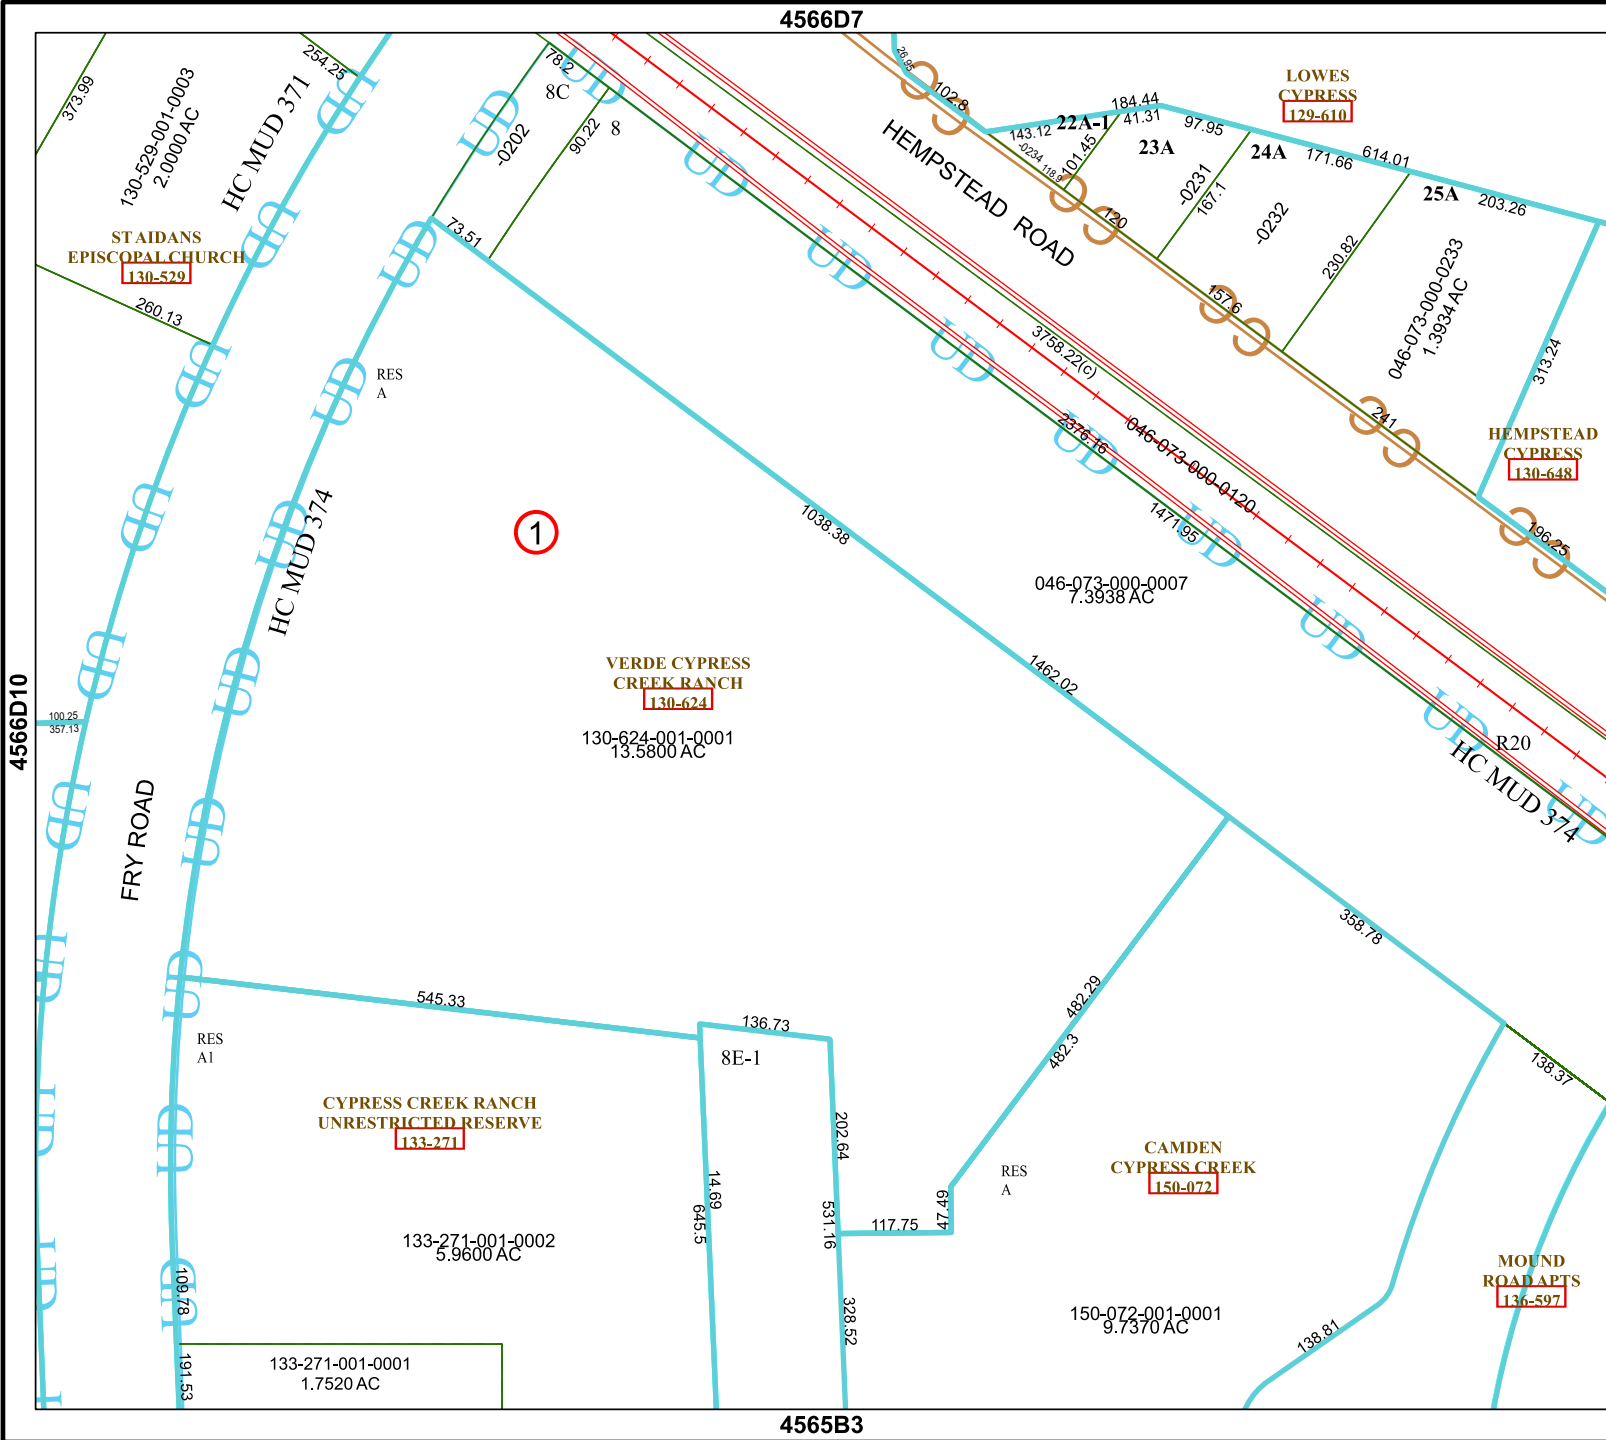 4566D7
373.99
130-529-001-0003
2.0000 AC
254.25
HC MUD 371
UD
78.2
8C
8
-0202
90.22
UD
26.95
102.8
LOWES
CYPRESS
129-610
184.44
143.12
22A-1
41.31
97.95
23A
24A
171.66
614.01
25A
203.26
-0234
118.9
101.45
-0231
167.1
-0232
230.82
046-073-000-0233
1.3934 AC
HEMPSTEAD ROAD
120
157.6
241
313.24
196.25
HEMPSTEAD
CYPRESS
130-648
ST AIDANS
EPISCOPAL CHURCH
130-529
260.13
73.51
RES
A
3758.22(c)
2376.16
046-073-000-0120
1471.95
1038.38
1
HC MUD 374
046-073-000-0007
7.3938 AC
1462.02
VERDE CYPRESS
CREEK RANCH
130-624
130-624-001-0001
13.5800 AC
4566D10
100.25
357.13
FRY ROAD
R20
HC MUD 374
358.78
545.33
136.73
8E-1
482.29
482.3
RES
A1
138.37
CYPRESS CREEK RANCH
UNRESTRICTED RESERVE
133-271
202.64
14.69
645.5
531.16
117.75
47.49
RES
A
CAMDEN
CYPRESS CREEK
150-072
133-271-001-0002
5.9600 AC
109.78
328.52
150-072-001-0001
9.7370 AC
138.81
MOUND
ROAD APTS
136-597
191.53
133-271-001-0001
1.7520 AC
4565B3